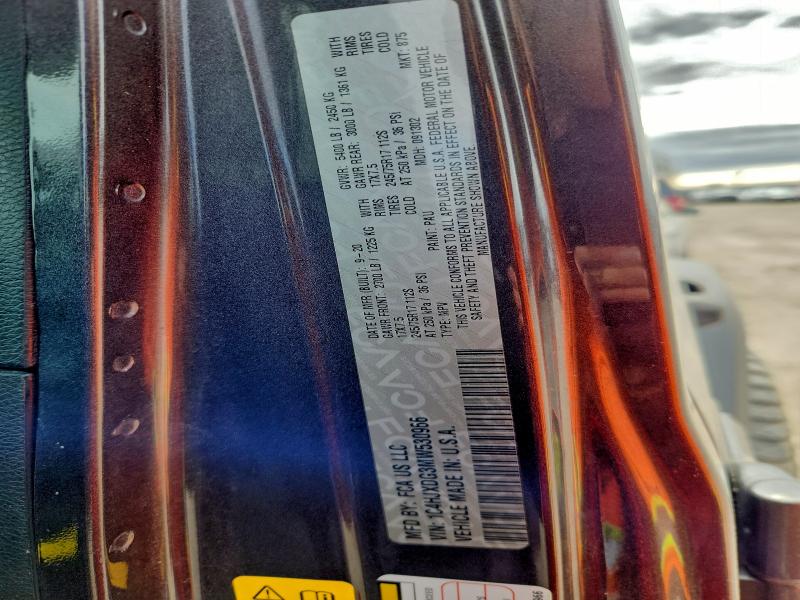 MFD BY: FCA US LLC
DATE OF MFR (BUILT): 9-20
GVWR: 5400 LB / 2450 KG
GAWR FRONT: 2700 LB / 1225 KG WITH
GAWR REAR: 3000 LB / 1361 KG WITH
17X7.5 RIMS
17X7.5 RIMS
245/75R17 112S TIRES
245/75R17 112S TIRES
AT 250 kPa / 36 PSI COLD
AT 250 kPa / 36 PSI COLD
TYPE: MPV
PAINT: PAU
MDH: 091302
MKT: 875
THIS VEHICLE CONFORMS TO ALL APPLICABLE U.S.A. FEDERAL MOTOR VEHICLE
SAFETY AND THEFT PREVENTION STANDARDS IN EFFECT ON THE DATE OF
MANUFACTURE SHOWN ABOVE.
VIN: 1C4HJXDG3MW530966
VEHICLE MADE IN: U.S.A.